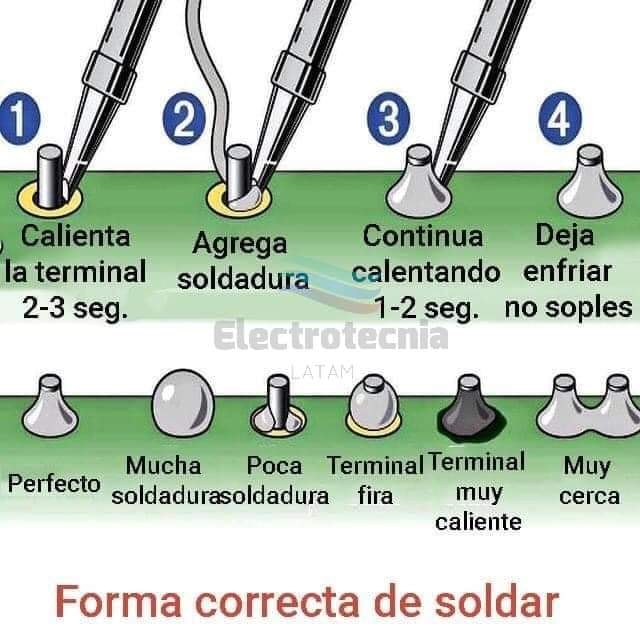 1
2
3
4
Calienta
la terminal
2-3 seg.
Agrega
soldadura
Continua
calentando
1-2 seg.
Deja
enfriar
no soples
Electrotecnia
LATAM
Perfecto
Mucha
soldadura
Poca
soldadura
Terminal
fira
Terminal
muy
caliente
Muy
cerca
Forma correcta de soldar